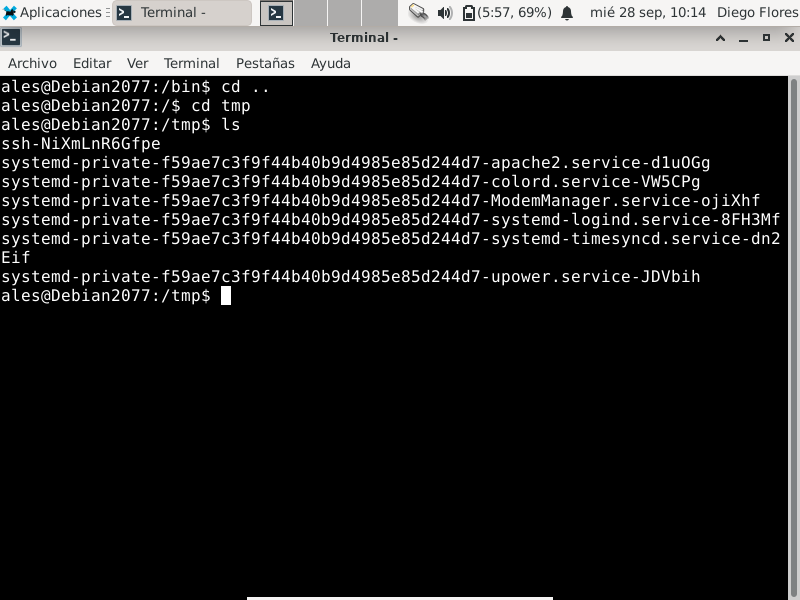 Aplicaciones
Terminal -
(5:57, 69%)
mié 28 sep, 10:14
Diego Flores
Terminal -
Archivo Editar Ver Terminal Pestañas Ayuda
ales@Debian2077:/bin$ cd ..
ales@Debian2077:/$ cd tmp
ales@Debian2077:/tmp$ ls
ssh-NiXmLnR6Gfpe
systemd-private-f59ae7c3f9f44b40b9d4985e85d244d7-apache2.service-d1uOGg
systemd-private-f59ae7c3f9f44b40b9d4985e85d244d7-colord.service-VW5CPg
systemd-private-f59ae7c3f9f44b40b9d4985e85d244d7-ModemManager.service-ojiXhf
systemd-private-f59ae7c3f9f44b40b9d4985e85d244d7-systemd-logind.service-8FH3Mf
systemd-private-f59ae7c3f9f44b40b9d4985e85d244d7-systemd-timesyncd.service-dn2
Eif
systemd-private-f59ae7c3f9f44b40b9d4985e85d244d7-upower.service-JDVbih
ales@Debian2077:/tmp$